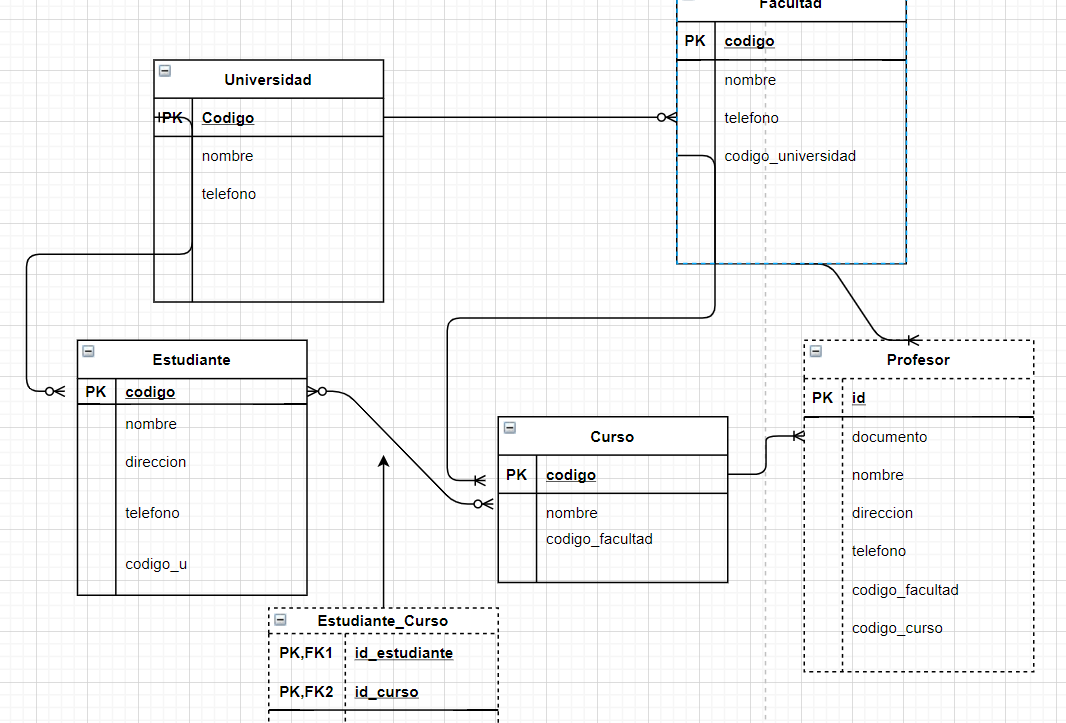 Facultad
PK codigo
nombre
telefono
codigo_universidad
Universidad
PK Codigo
nombre
telefono
Estudiante
PK codigo
nombre
direccion
telefono
codigo_u
Curso
PK codigo
nombre
codigo_facultad
Profesor
PK id
documento
nombre
direccion
telefono
codigo_facultad
codigo_curso
Estudiante_Curso
PK,FK1 id_estudiante
PK,FK2 id_curso